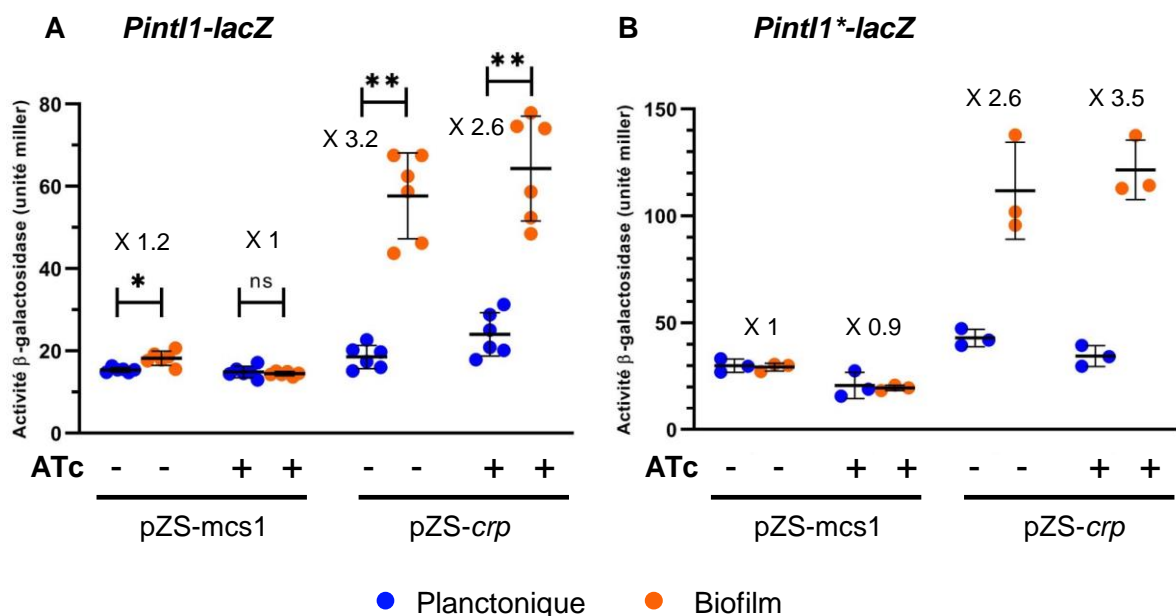 A PintI1-lacZ
Activité β-galactosidase (unité miller)
80
60
40
20
0
X 1.2
*
X 1
ns
X 3.2
**
X 2.6
**
ATc - - + + - - + +
pZS-mcs1 pZS-crp
B PintI1*-lacZ
Activité β-galactosidase (unité miller)
150
100
50
0
X 1
X 0.9
X 2.6
X 3.5
ATc - - + + - - + +
pZS-mcs1 pZS-crp
Planctonique Biofilm